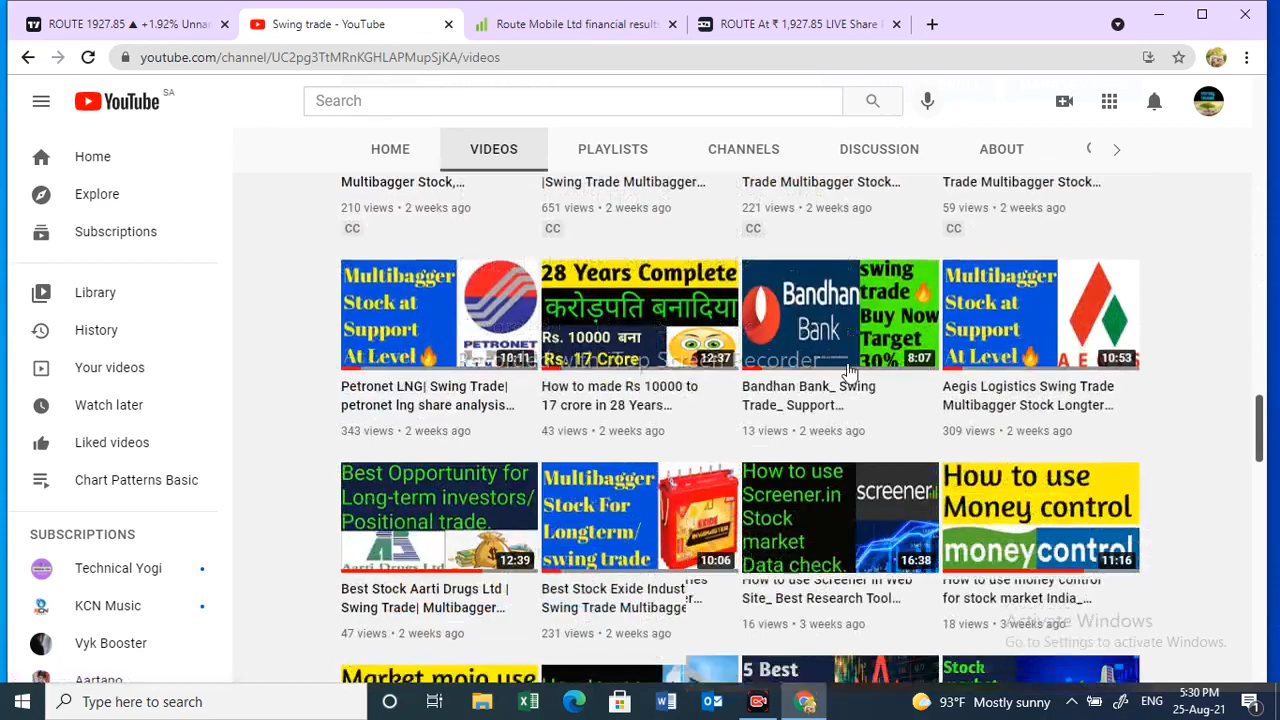 ROUTE 1927.85 ▲ +1.92% Unna
Swing trade - YouTube
Route Mobile Ltd financial result
ROUTE At ₹ 1,927.85 LIVE Share
youtube.com/channel/UC2pg3TtMRnKGHLAPMupSjKA/videos
YouTube SA
Search
HOME
VIDEOS
PLAYLISTS
CHANNELS
DISCUSSION
ABOUT
Home
Explore
Subscriptions
Library
History
Your videos
Watch later
Liked videos
Chart Patterns Basic
SUBSCRIPTIONS
Technical Yogi
KCN Music
Vyk Booster
Aartano
Multibagger Stock,...
210 views • 2 weeks ago
CC
|Swing Trade Multibagger...
651 views • 2 weeks ago
CC
Trade Multibagger Stock...
221 views • 2 weeks ago
CC
Trade Multibagger Stock...
59 views • 2 weeks ago
CC
Multibagger
Stock at
Support
At Level
PETRONET
10:11
Petronet LNG| Swing Trade|
petronet lng share analysis...
343 views • 2 weeks ago
28 Years Complete
करोड़पति बनादिया
Rs. 10000 बना
Rs. 17 Crore
12:37
How to made Rs 10000 to
17 crore in 28 Years...
43 views • 2 weeks ago
Bandhan
Bank
swing
trade
Buy Now
Target
30%
8:07
Bandhan Bank_ Swing
Trade_ Support...
13 views • 2 weeks ago
Multibagger
Stock at
Support
At Level
10:53
Aegis Logistics Swing Trade
Multibagger Stock Longter...
309 views • 2 weeks ago
Screen Recorder
Best Opportunity for
Long-term investors/
Positional trade.
Aarti Drugs Ltd
12:39
Best Stock Aarti Drugs Ltd |
Swing Trade| Multibagger...
47 views • 2 weeks ago
Multibagger
Stock For
Longterm/
swing trade
10:06
Best Stock Exide Indust
Swing Trade Multibagge
231 views • 2 weeks ago
How to use
Screener.in
Stock
market
Data check.
screener
16:38
How to use Screener in Web
Site_ Best Research Tool...
16 views • 3 weeks ago
How to use
Money control
moneycontrol
11:16
How to use money control
for stock market India_...
18 views • 3 weeks ago
Market mojo use
5 Best
Stock
Activate Windows
Go to Settings to activate Windows.
Type here to search
93°F Mostly sunny
ENG
5:30 PM
25-Aug-21